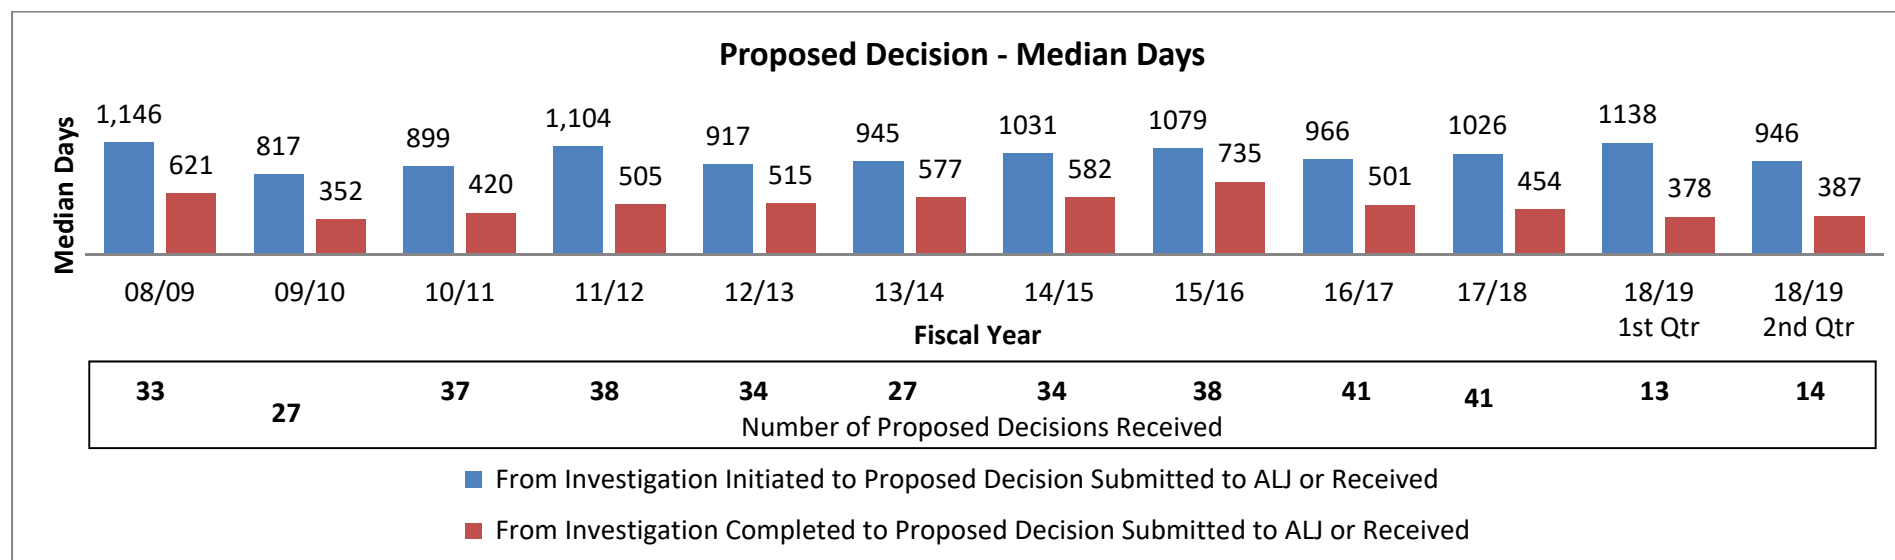 Proposed Decision - Median Days
Median Days
1,146 621 817 352 899 420 1,104 505 917 515 945 577 1031 582 1079 735 966 501 1026 454 1138 378 946 387
08/09 09/10 10/11 11/12 12/13 13/14 14/15 15/16 16/17 17/18 18/19 18/19
1st Qtr 2nd Qtr
Fiscal Year
33 27 37 38 34 27 34 38 41 41 13 14
Number of Proposed Decisions Received
From Investigation Initiated to Proposed Decision Submitted to ALJ or Received
From Investigation Completed to Proposed Decision Submitted to ALJ or Received